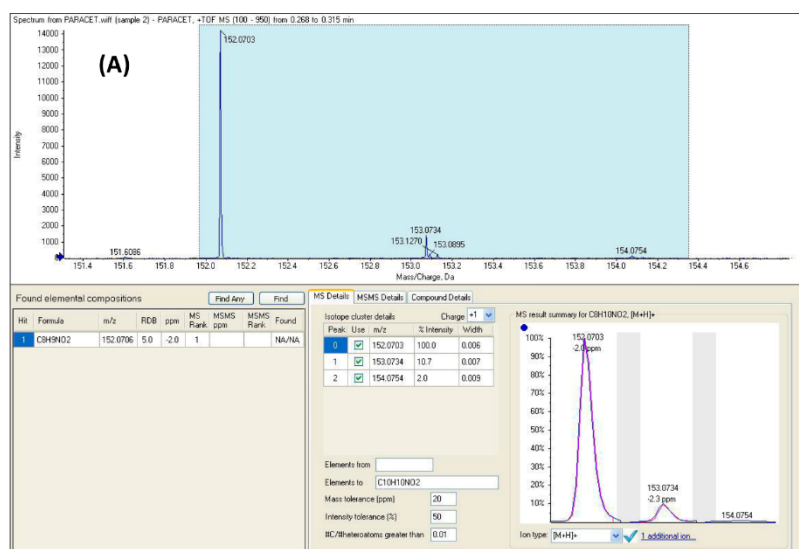 Spectrum from PARACET.wiff (sample 2) - PARACET, +TOF MS (100 - 950) from 0.268 to 0.315 min
(A)
Intensity
14000
13000
12000
11000
10000
9000
8000
7000
6000
5000
4000
3000
2000
1000
0
152.0703
151.6086
153.0734
153.1270
153.0895
154.0754
151.4 151.6 151.8 152.0 152.2 152.4 152.6 152.8 153.0 153.2 153.4 153.6 153.8 154.0 154.2 154.4 154.6
Mass/Charge, Da
Found elemental compositions Find Any Find
Hit Formula m/z RDB ppm MS Rank MSMS ppm MSMS Rank Found
1 C8H9NO2 152.0706 5.0 -2.0 1 NA/NA
MS Details MSMS Details Compound Details
Isotope cluster details Charge +1
Peak Use m/z % Intensity Width
0 152.0703 100.0 0.006
1 153.0734 10.7 0.007
2 154.0754 2.0 0.009
Elements from
Elements to C10H10NO2
Mass tolerance (ppm) 20
Intensity tolerance (%) 50
#C/#heteroatoms greater than 0.01
MS result summary for C8H10NO2, [M+H]+
100%
90%
80%
70%
60%
50%
40%
30%
20%
10%
152.0703
-2.0 ppm
153.0734
-2.3 ppm
154.0754
Ion type: [M+H]+ 1 additional ion...